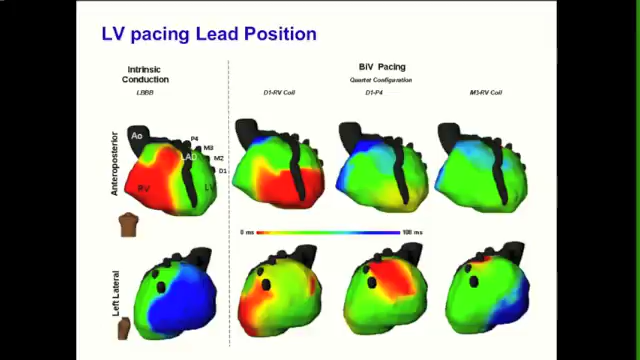 LV pacing Lead Position
Intrinsic
Conduction
LBBB
BiV Pacing
Quartet Configuration
D1-RV Coil
D1-P4
M3-RV Coil
Anteroposterior
Ao
LAD
RV
LV
P4
M3
M2
D1
0 ms
108 ms
Left Lateral